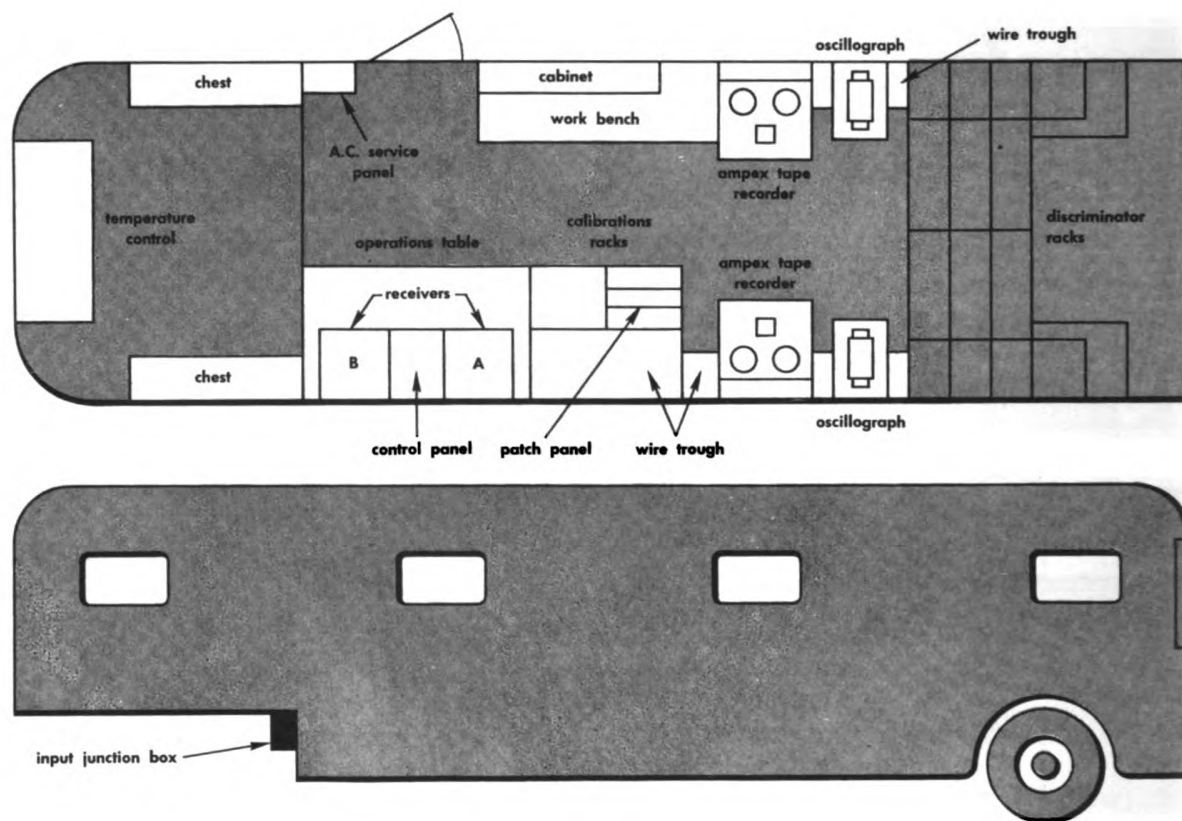 oscillograph
wire trough
chest
cabinet
work bench
A.C. service
panel
ampex tape
recorder
temperature
control
operations table
calibrations
racks
discriminator
racks
ampex tape
recorder
receivers
B
A
chest
oscillograph
control panel
patch panel
wire trough
input junction box